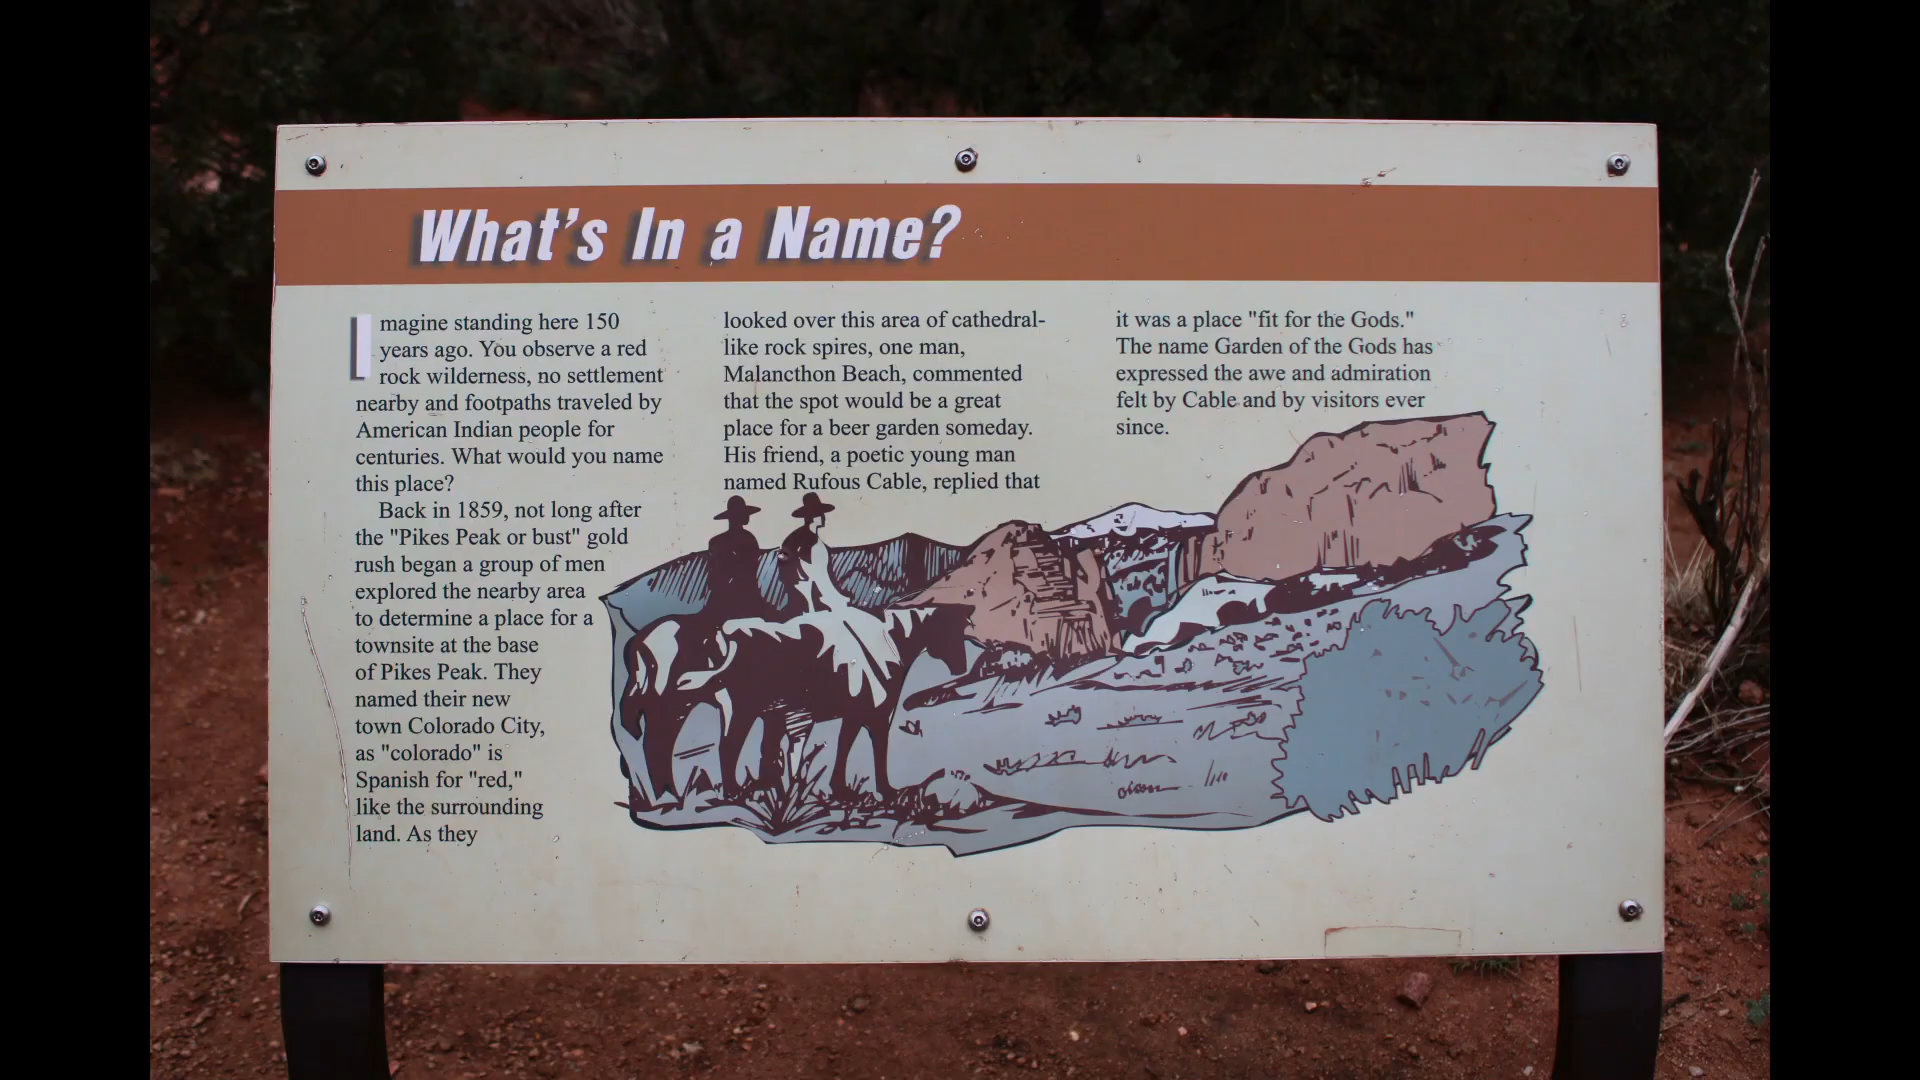 What's In a Name?
Imagine standing here 150
years ago. You observe a red
rock wilderness, no settlement
nearby and footpaths traveled by
American Indian people for
centuries. What would you name
this place?
Back in 1859, not long after
the "Pikes Peak or bust" gold
rush began a group of men
explored the nearby area
to determine a place for a
townsite at the base
of Pikes Peak. They
named their new
town Colorado City,
as "colorado" is
Spanish for "red,"
like the surrounding
land. As they
looked over this area of cathedral-
like rock spires, one man,
Malancthon Beach, commented
that the spot would be a great
place for a beer garden someday.
His friend, a poetic young man
named Rufous Cable, replied that
it was a place "fit for the Gods."
The name Garden of the Gods has
expressed the awe and admiration
felt by Cable and by visitors ever
since.